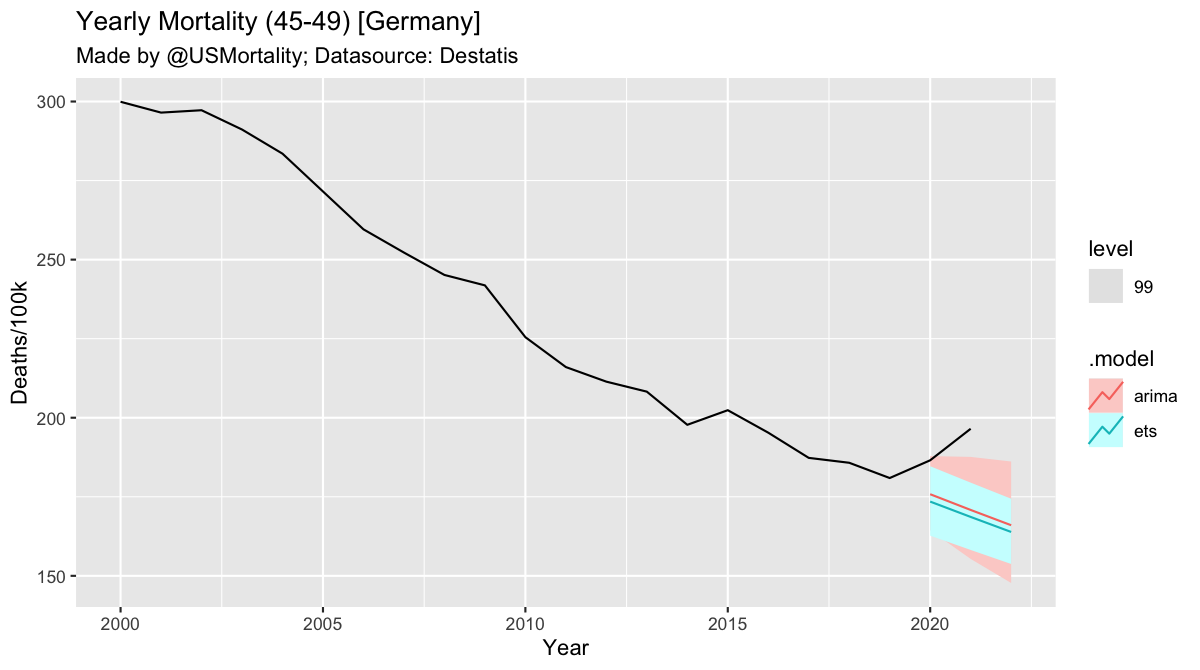 Yearly Mortality (45-49) [Germany]
Made by @USMortality; Datasource: Destatis
300
250
200
150
Deaths/100k
2000
2005
2010
2015
2020
Year
level
99
.model
arima
ets